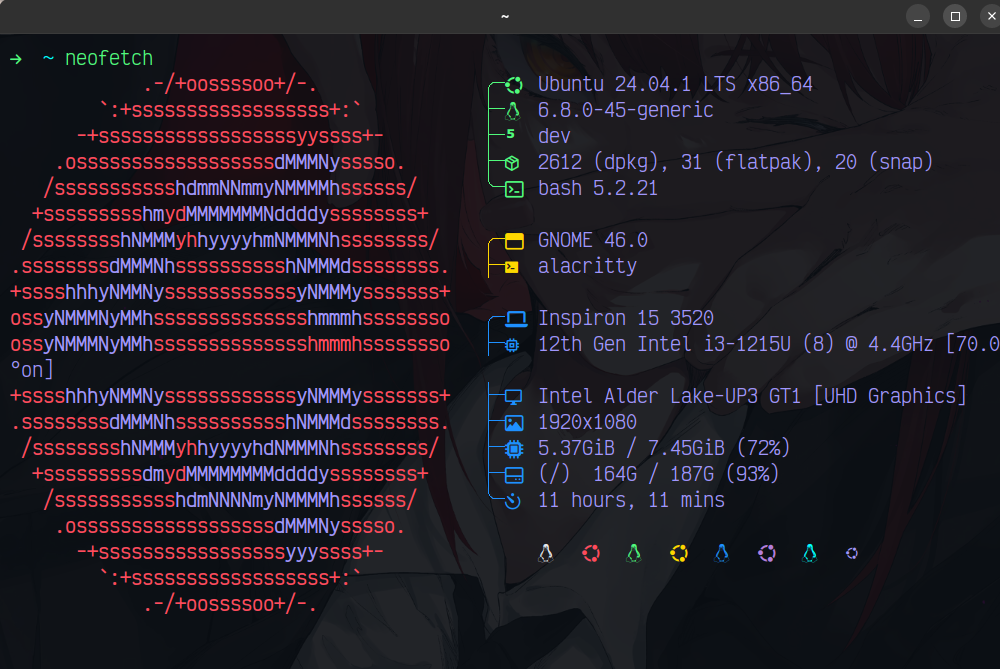 ~
→ ~ neofetch
.-/+oossssoo+/-. Ubuntu 24.04.1 LTS x86_64
`:+ssssssssssssssssss+:` 6.8.0-45-generic
-+ssssssssssssssssssyyssss+- dev
.ossssssssssssssssssdMMMNysssso. 2612 (dpkg), 31 (flatpak), 20 (snap)
/ssssssssssshdmmNNmmyNMMMMhssssss/ bash 5.2.21
+ssssssssshmydMMMMMMMNddddyssssssss+
/sssssssshNMMMyhhyyyyhmNMMMNhssssssss/ GNOME 46.0
.ssssssssdMMMNhsssssssssshNMMMdssssssss. alacritty
+sssshhhyNMMNyssssssssssssyNMMMysssssss+
ossyNMMMNyMMhsssssssssssssshmmmhssssssso Inspiron 15 3520
ossyNMMMNyMMhsssssssssssssshmmmhssssssso 12th Gen Intel i3-1215U (8) @ 4.4GHz [70.0
°on]
+sssshhhyNMMNyssssssssssssyNMMMysssssss+ Intel Alder Lake-UP3 GT1 [UHD Graphics]
.ssssssssdMMMNhsssssssssshNMMMdssssssss. 1920x1080
/sssssssshNMMMyhhyyyyhdNMMMNhssssssss/ 5.37GiB / 7.45GiB (72%)
+sssssssssdmydMMMMMMMMddddyssssssss+ (/) 164G / 187G (93%)
/ssssssssssshdmNNNNmyNMMMMhssssss/ 11 hours, 11 mins
.ossssssssssssssssssdMMMNysssso.
-+sssssssssssssssssyyyssss+-
`:+ssssssssssssssssss+:`
.-/+oossssoo+/-.